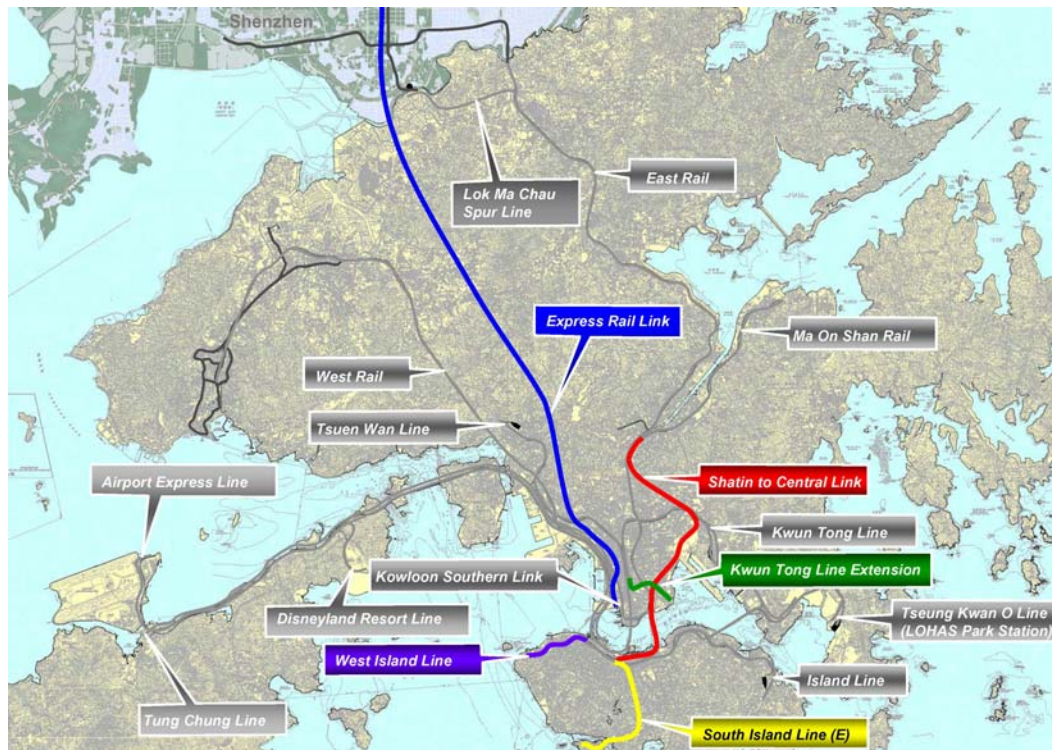 Shenzhen
Lok Ma Chau
Spur Line
East Rail
Express Rail Link
Ma On Shan Rail
West Rail
Tsuen Wan Line
Airport Express Line
Shatin to Central Link
Kwun Tong Line
Kowloon Southern Link
Kwun Tong Line Extension
Disneyland Resort Line
Tseung Kwan O Line
(LOHAS Park Station)
West Island Line
Island Line
Tung Chung Line
South Island Line (E)